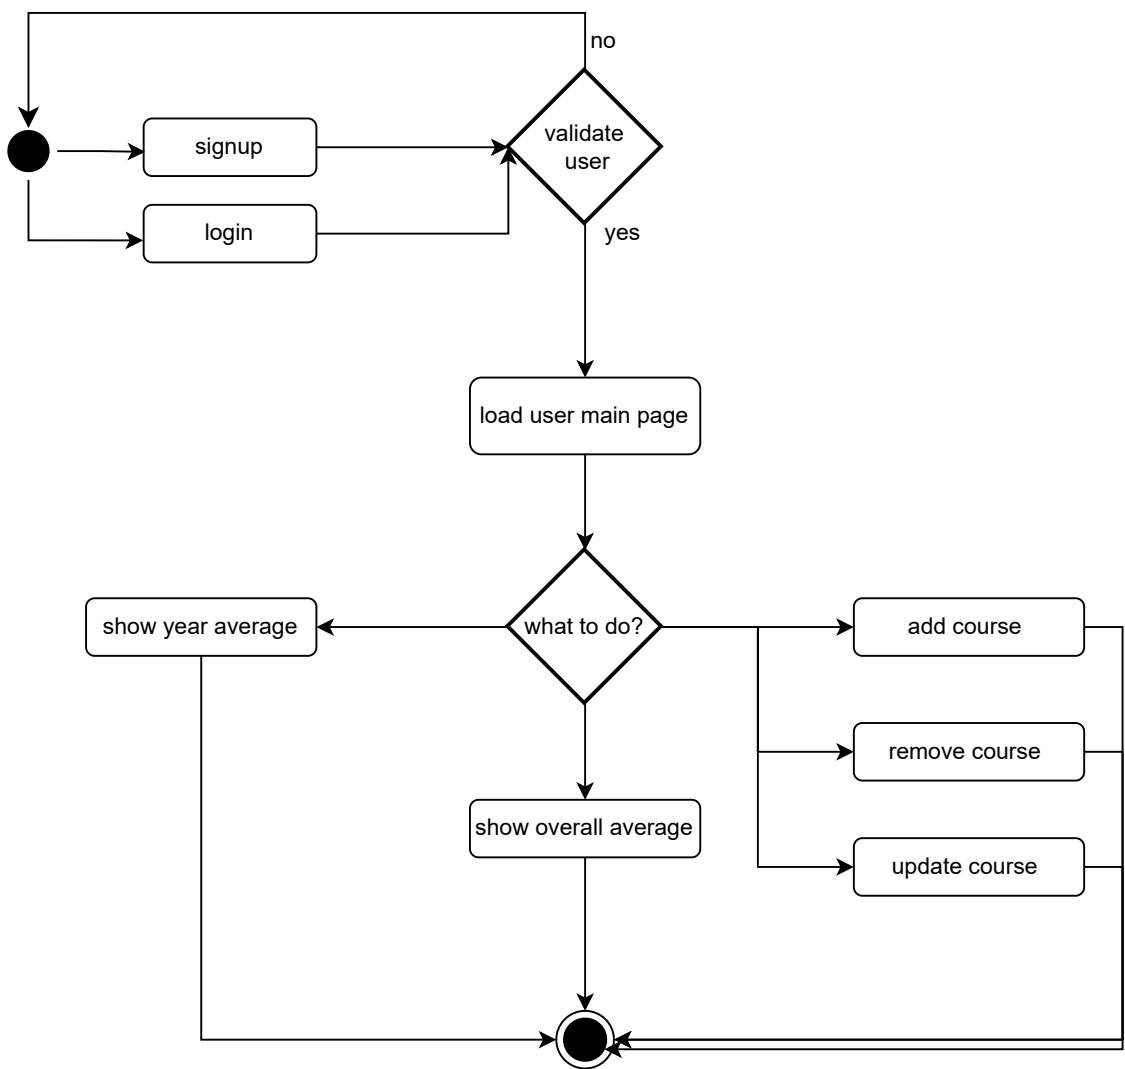 no
validate
user
signup
login
yes
load user main page
show year average
what to do?
add course
remove course
show overall average
update course